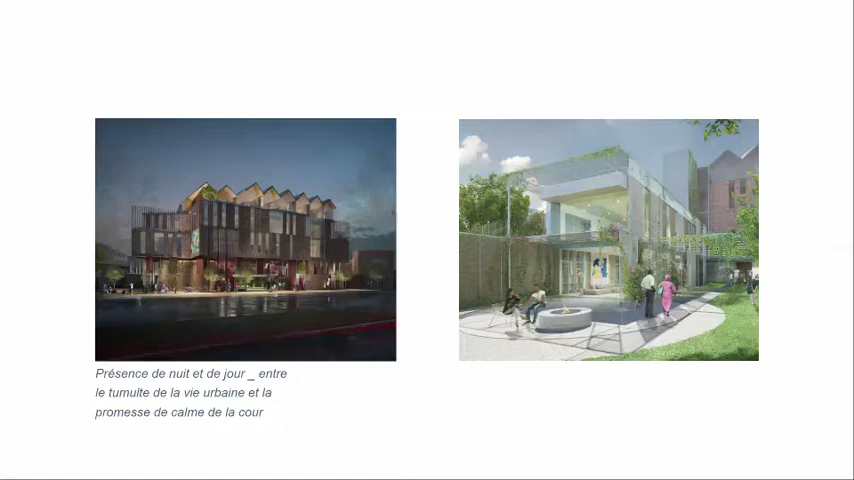 Présence de nuit et de jour _ entre
le tumulte de la vie urbaine et la
promesse de calme de la cour